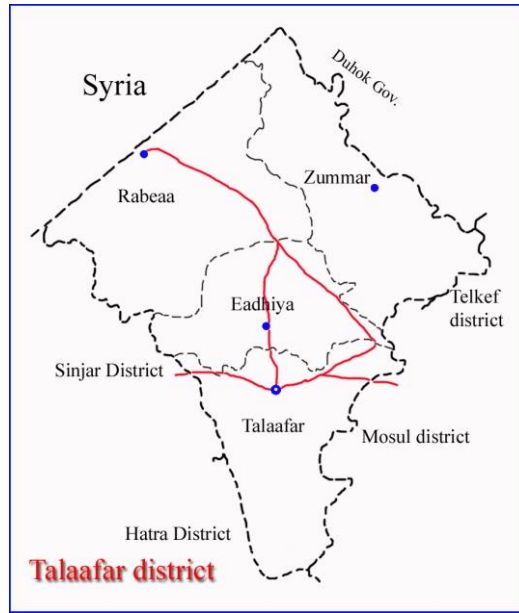 Syria
Duhok Gov.
Zummar
Rabeaa
Eadhiya
Telkef
district
Sinjar District
Talaafar
Mosul district
Hatra District
Talaafar district